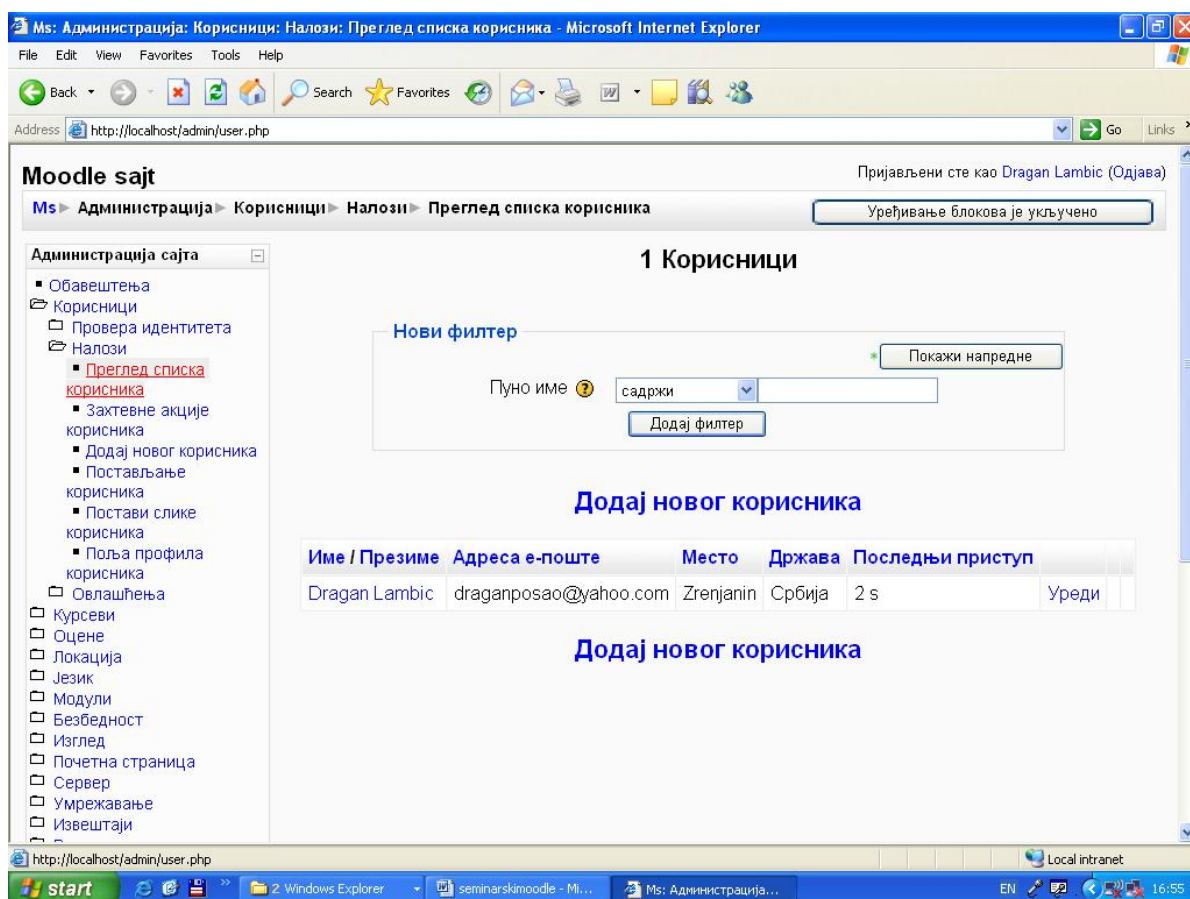 Ms: Администрација: Корисници: Налози: Преглед списка корисника - Microsoft Internet Explorer
File Edit View Favorites Tools Help
Back Search Favorites
Address http://localhost/admin/user.php Go Links
Moodle sajt
Пријављени сте као Dragan Lambic (Одјава)
Ms Администрација Корисници Налози Преглед списка корисника
Уређивање блокова је укључено
Администрација сајта
Обавештења
Корисници
Провера идентитета
Налози
Преглед списка
корисника
Захтевне акције
корисника
Додај новог корисника
Постављање
корисника
Постави слике
корисника
Поља профила
корисника
Овлашћења
Курсеви
Оцене
Локација
Језик
Модули
Безбедност
Изглед
Почетна страница
Сервер
Умрежавање
Извештаји
1 Корисници
Нови филтер
* Покажи напредне
Пуно име садржи
Додај филтер
Додај новог корисника
Име / Презиме Адреса е-поште Место Држава Последњи приступ
Dragan Lambic draganposao@yahoo.com Zrenjanin Србија 2 s Уреди
Додај новог корисника
http://localhost/admin/user.php Local intranet
start 2 Windows Explorer seminarskimoodle - Mi... Ms: Администрација... EN 16:55